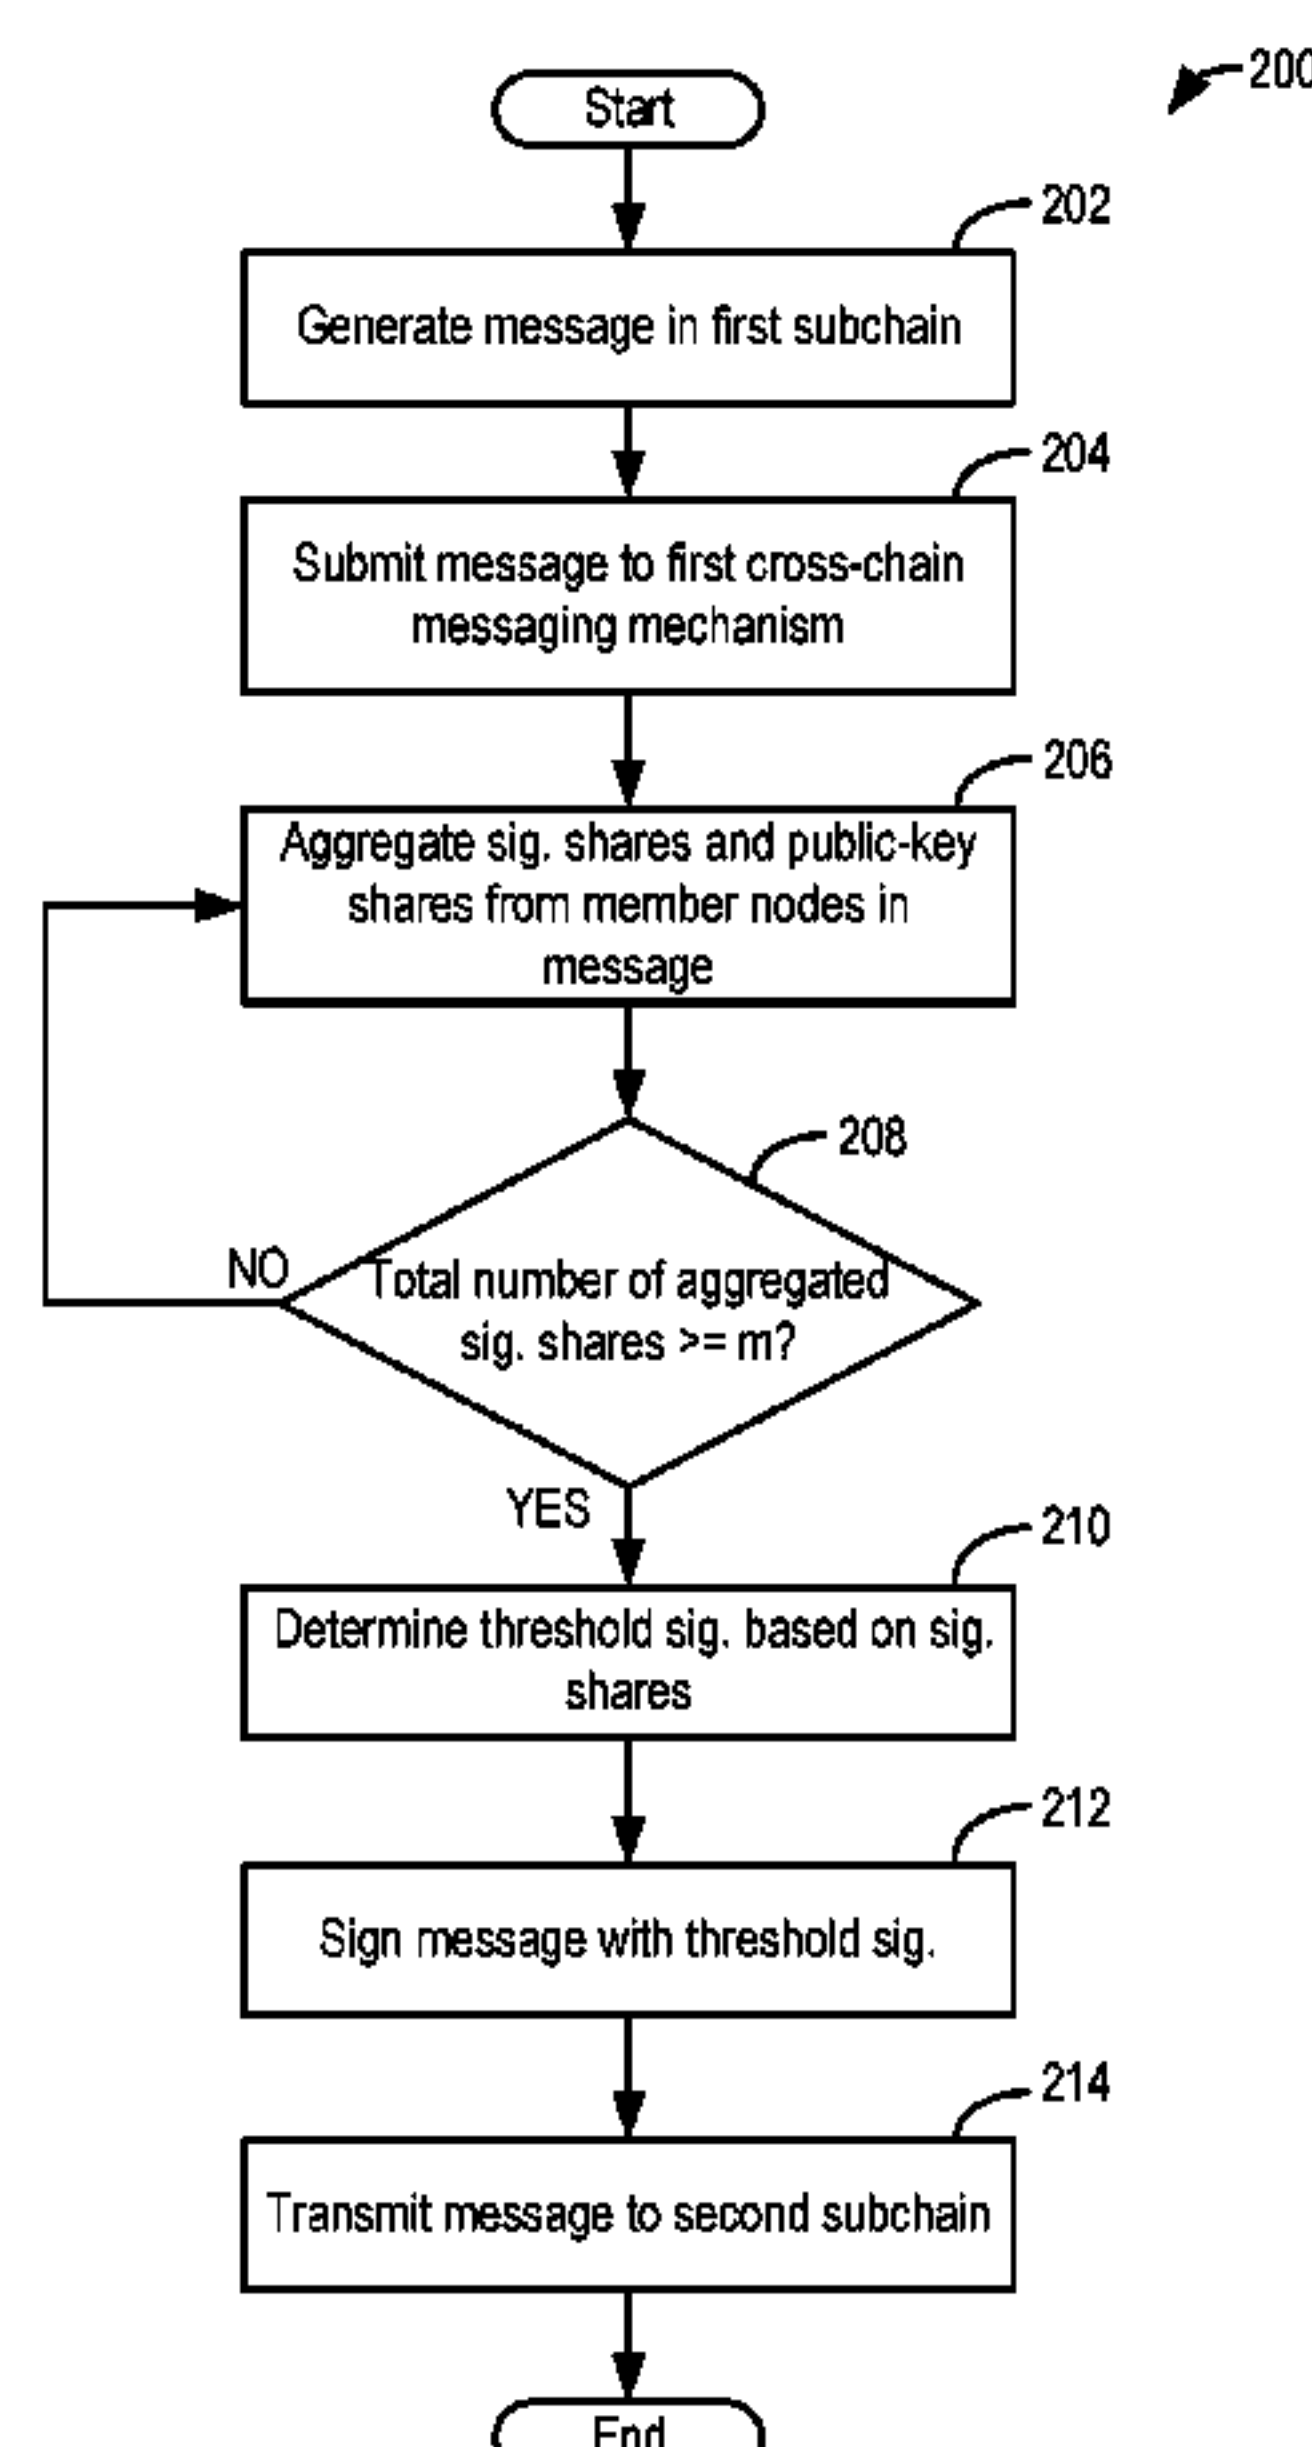 Start
200
202
Generate message in first subchain
204
Submit message to first cross-chain
messaging mechanism
206
Aggregate sig. shares and public-key
shares from member nodes in
message
208
NO
Total number of aggregated
sig. shares >= m?
YES
210
Determine threshold sig. based on sig.
shares
212
Sign message with threshold sig.
214
Transmit message to second subchain
End